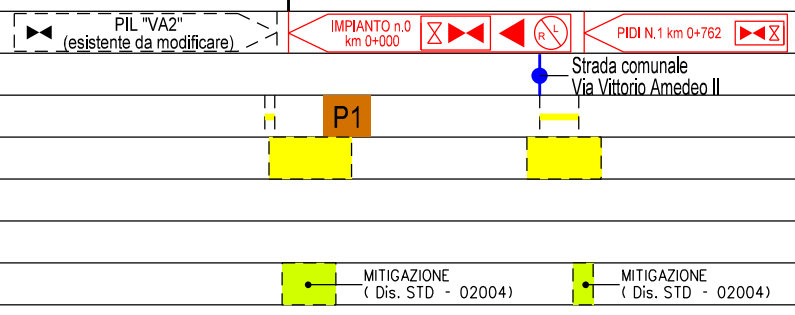 PIL "VA2"
(esistente da modificare)
IMPIANTO n.0
km 0+000
R L
PIDI N.1 km 0+762
Strada comunale
Via Vittorio Amedeo II
P1
MITIGAZIONE
( Dis. STD - 02004)
MITIGAZIONE
( Dis. STD - 02004)